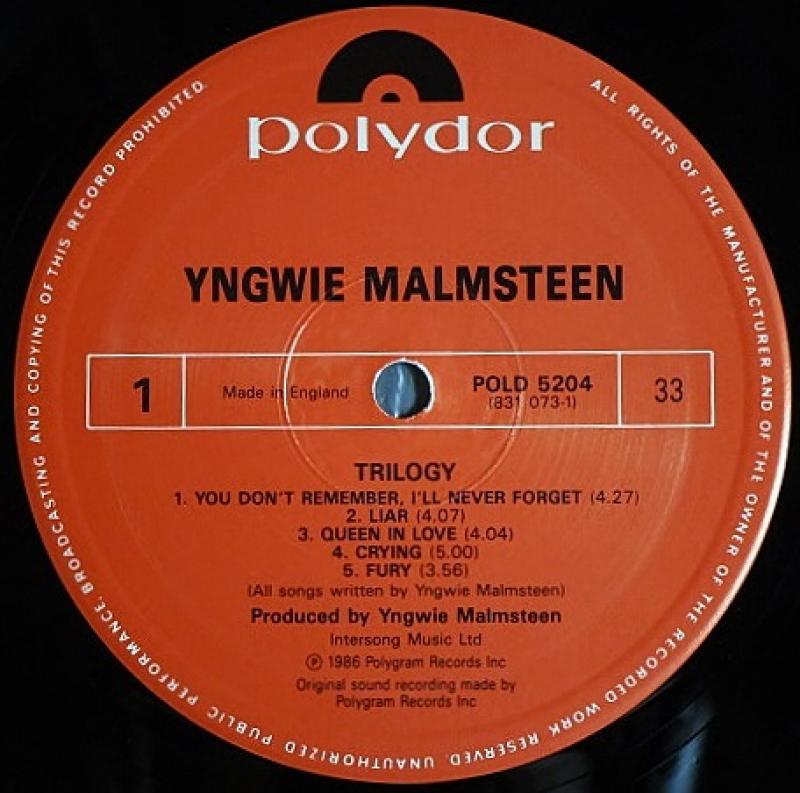 polydor
YNGWIE MALMSTEEN
1
Made in England
POLD 5204
(831 073-1)
33
TRILOGY
1. YOU DON'T REMEMBER, I'LL NEVER FORGET (4.27)
2. LIAR (4.07)
3. QUEEN IN LOVE (4.04)
4. CRYING (5.00)
5. FURY (3.56)
(All songs written by Yngwie Malmsteen)
Produced by Yngwie Malmsteen
Intersong Music Ltd
℗ 1986 Polygram Records Inc
Original sound recording made by
Polygram Records Inc
ALL RIGHTS OF THE MANUFACTURER AND OF THE OWNER OF THE RECORDED WORK RESERVED. UNAUTHORIZED PUBLIC PERFORMANCE, BROADCASTING AND COPYING OF THIS RECORD PROHIBITED.